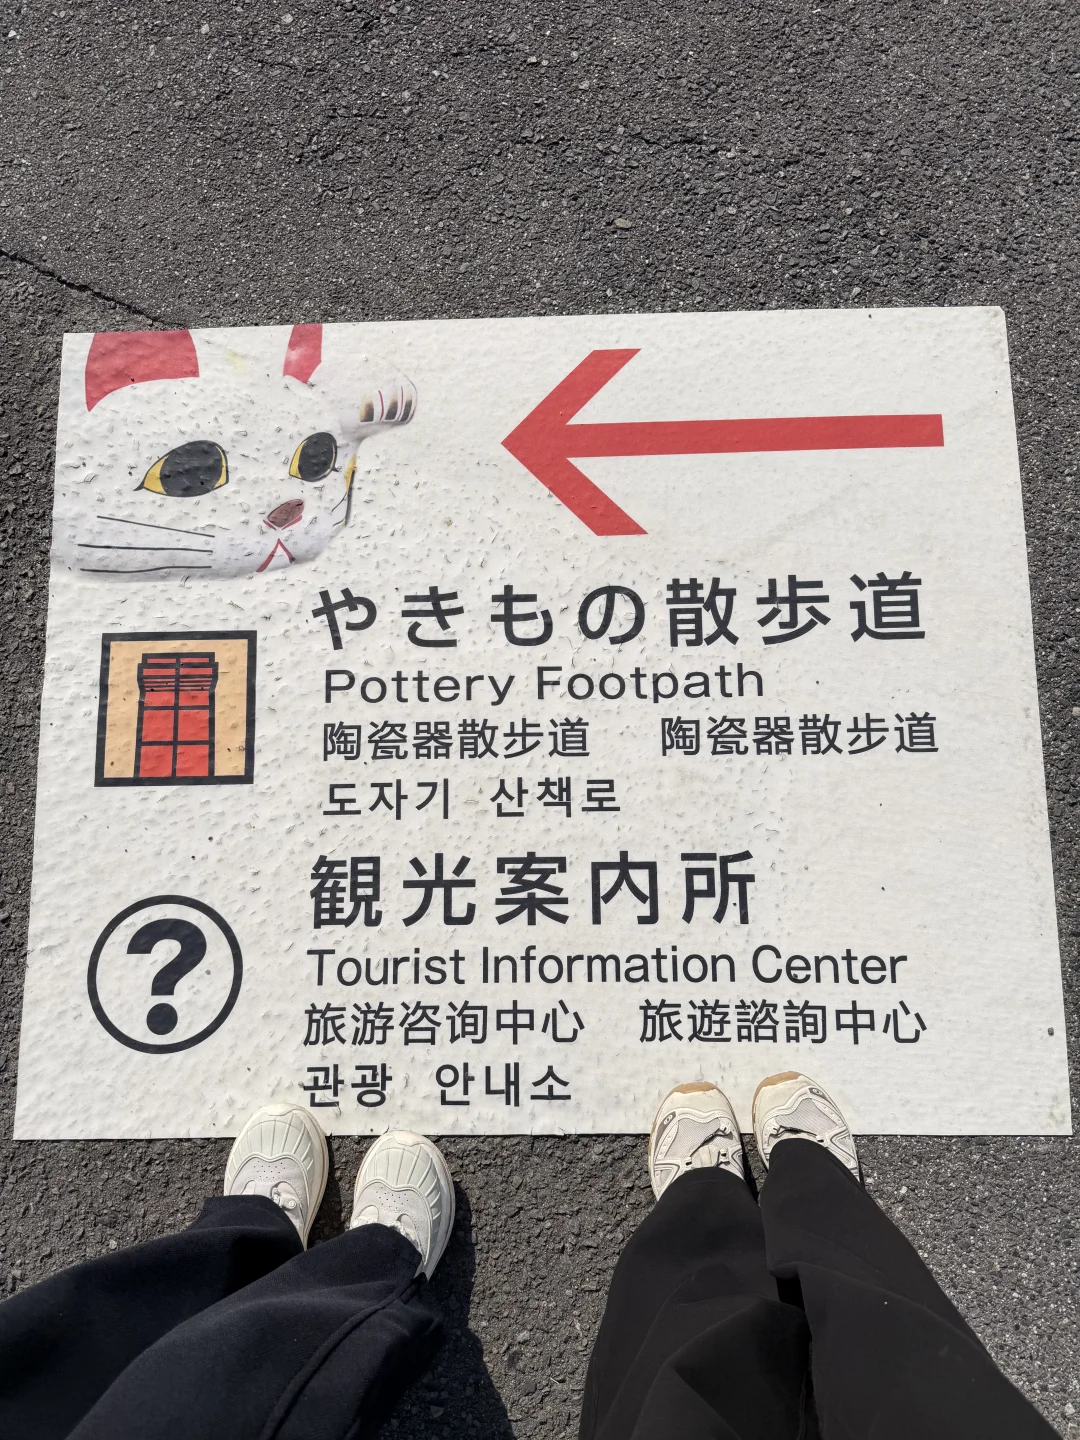 やきもの散歩道
Pottery Footpath
陶瓷器散步道 陶瓷器散步道
도자기 산책로
?
観光案内所
Tourist Information Center
旅游咨询中心 旅遊諮詢中心
관광 안내소